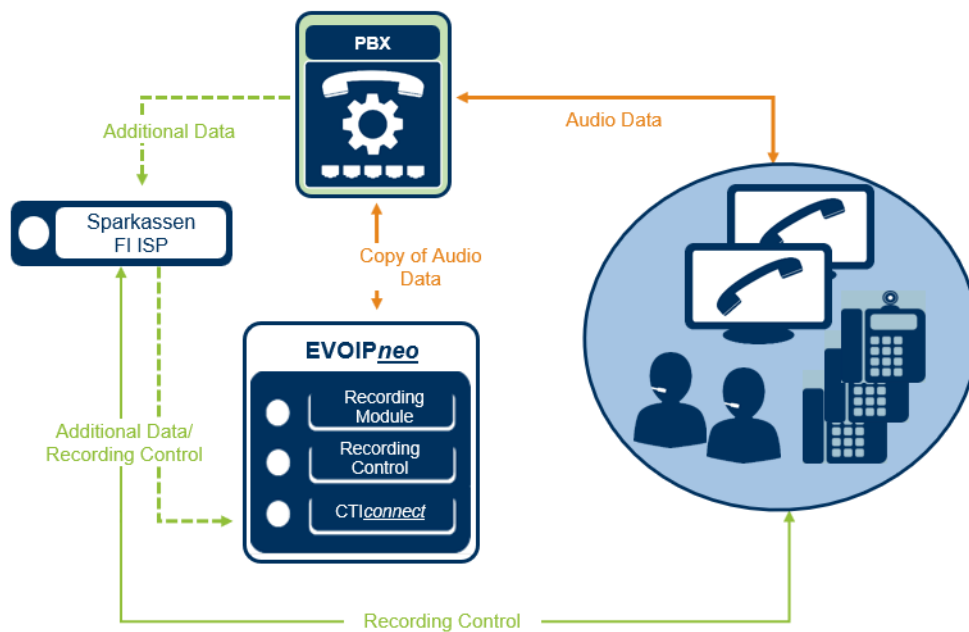 PBX
Additional Data
Audio Data
Sparkassen
FI ISP
Copy of Audio
Data
EVOIPneo
Recording
Module
Recording
Control
CTIconnect
Additional Data/
Recording Control
Recording Control